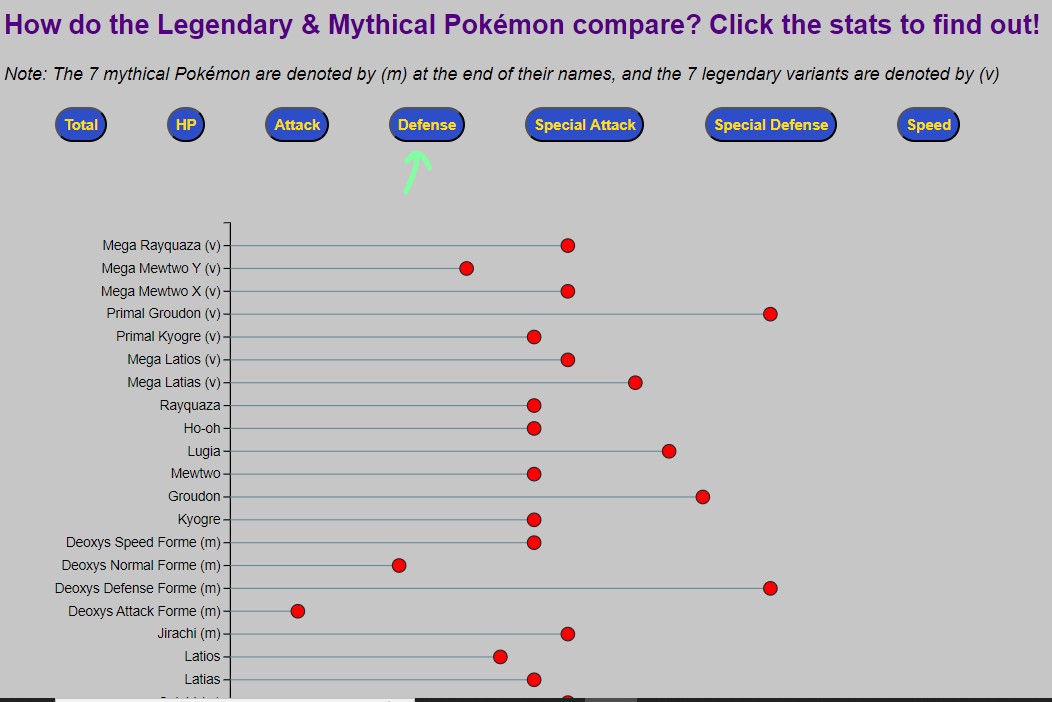 How do the Legendary & Mythical Pokémon compare? Click the stats to find out!
Note: The 7 mythical Pokémon are denoted by (m) at the end of their names, and the 7 legendary variants are denoted by (v)
Total HP Attack Defense Special Attack Special Defense Speed
Mega Rayquaza (v)
Mega Mewtwo Y (v)
Mega Mewtwo X (v)
Primal Groudon (v)
Primal Kyogre (v)
Mega Latios (v)
Mega Latias (v)
Rayquaza
Ho-oh
Lugia
Mewtwo
Groudon
Kyogre
Deoxys Speed Forme (m)
Deoxys Normal Forme (m)
Deoxys Defense Forme (m)
Deoxys Attack Forme (m)
Jirachi (m)
Latios
Latias